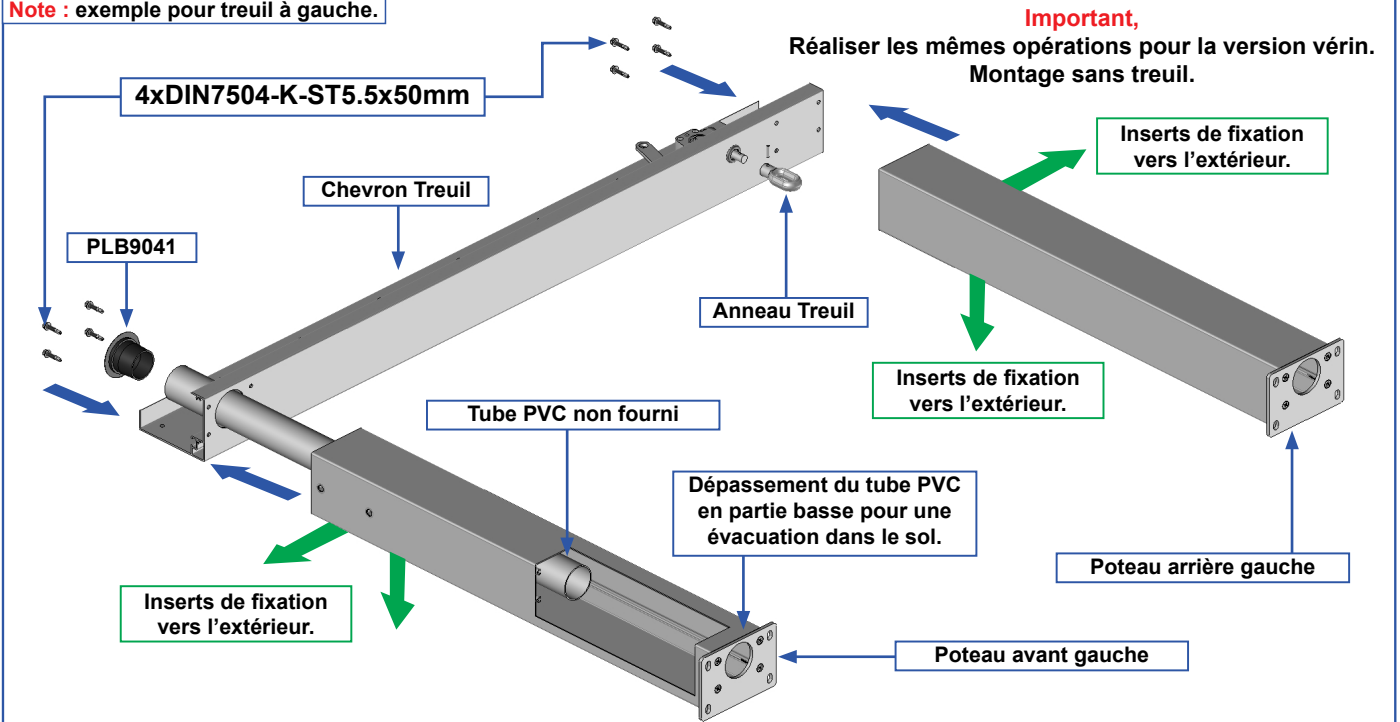 Note : exemple pour treuil à gauche.
Important,
Réaliser les mêmes opérations pour la version vérin.
Montage sans treuil.
4xDIN7504-K-ST5.5x50mm
Inserts de fixation
vers l'extérieur.
Chevron Treuil
PLB9041
Anneau Treuil
Inserts de fixation
vers l'extérieur.
Tube PVC non fourni
Dépassement du tube PVC
en partie basse pour une
évacuation dans le sol.
Poteau arrière gauche
Inserts de fixation
vers l'extérieur.
Poteau avant gauche